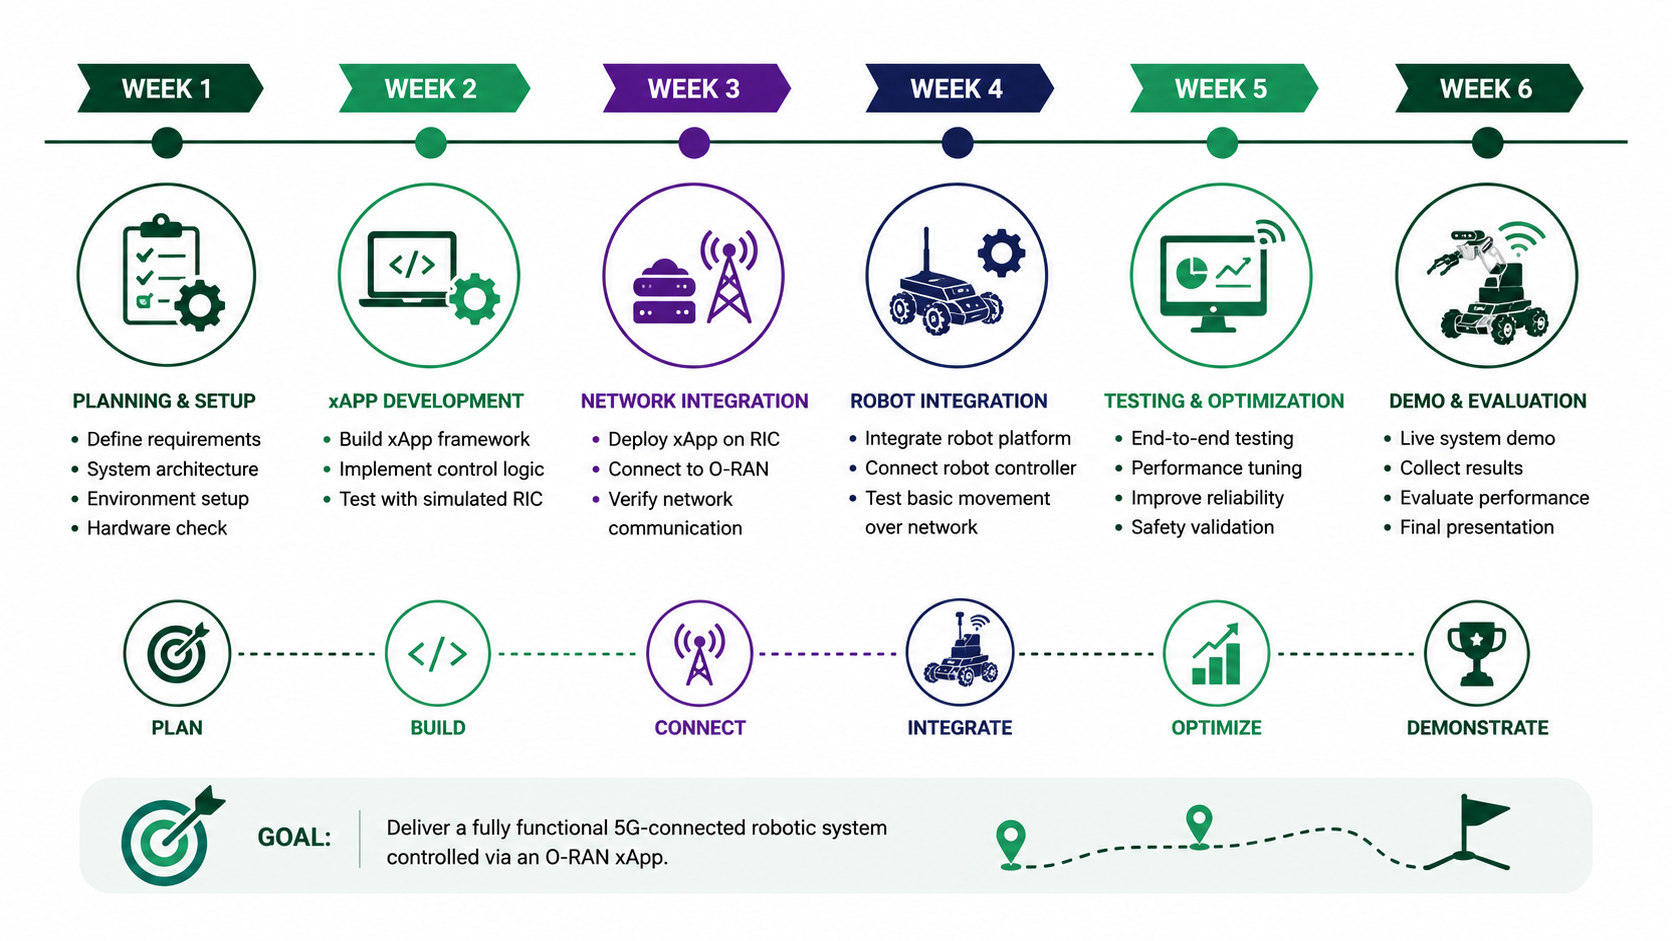 WEEK 1
WEEK 2
WEEK 3
WEEK 4
WEEK 5
WEEK 6
PLANNING & SETUP
• Define requirements
• System architecture
• Environment setup
• Hardware check
xAPP DEVELOPMENT
• Build xApp framework
• Implement control logic
• Test with simulated RIC
NETWORK INTEGRATION
• Deploy xApp on RIC
• Connect to O-RAN
• Verify network
communication
ROBOT INTEGRATION
• Integrate robot platform
• Connect robot controller
• Test basic movement
over network
TESTING & OPTIMIZATION
• End-to-end testing
• Performance tuning
• Improve reliability
• Safety validation
DEMO & EVALUATION
• Live system demo
• Collect results
• Evaluate performance
• Final presentation
PLAN
BUILD
CONNECT
INTEGRATE
OPTIMIZE
DEMONSTRATE
GOAL:
Deliver a fully functional 5G-connected robotic system
controlled via an O-RAN xApp.